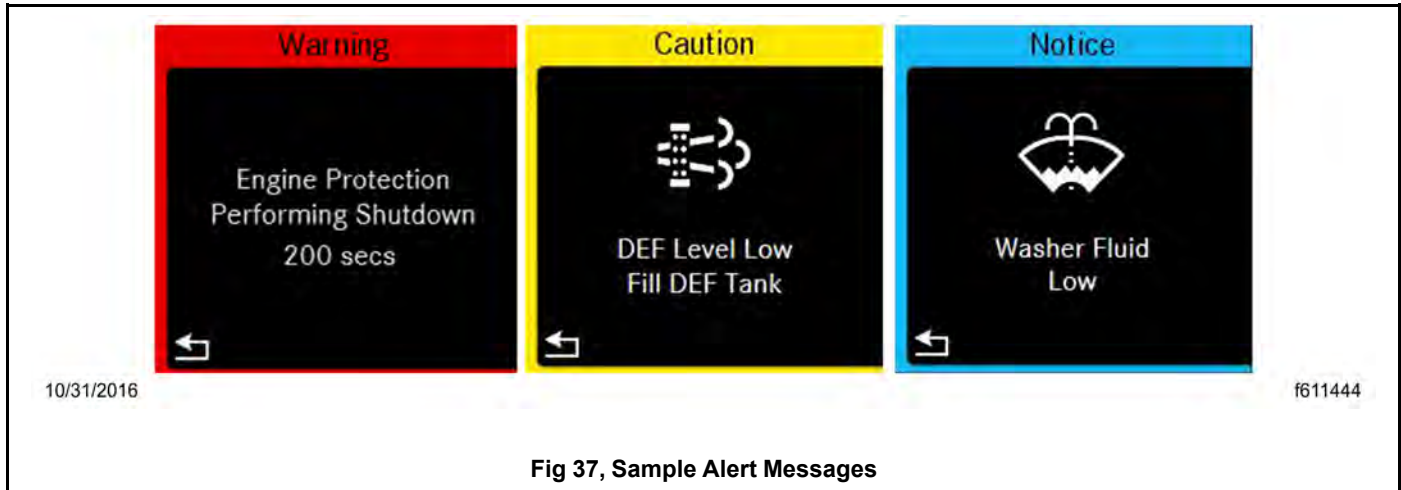 Warning
Engine Protection
Performing Shutdown
200 secs
Caution
DEF Level Low
Fill DEF Tank
Notice
Washer Fluid
Low
10/31/2016
f611444
Fig 37, Sample Alert Messages